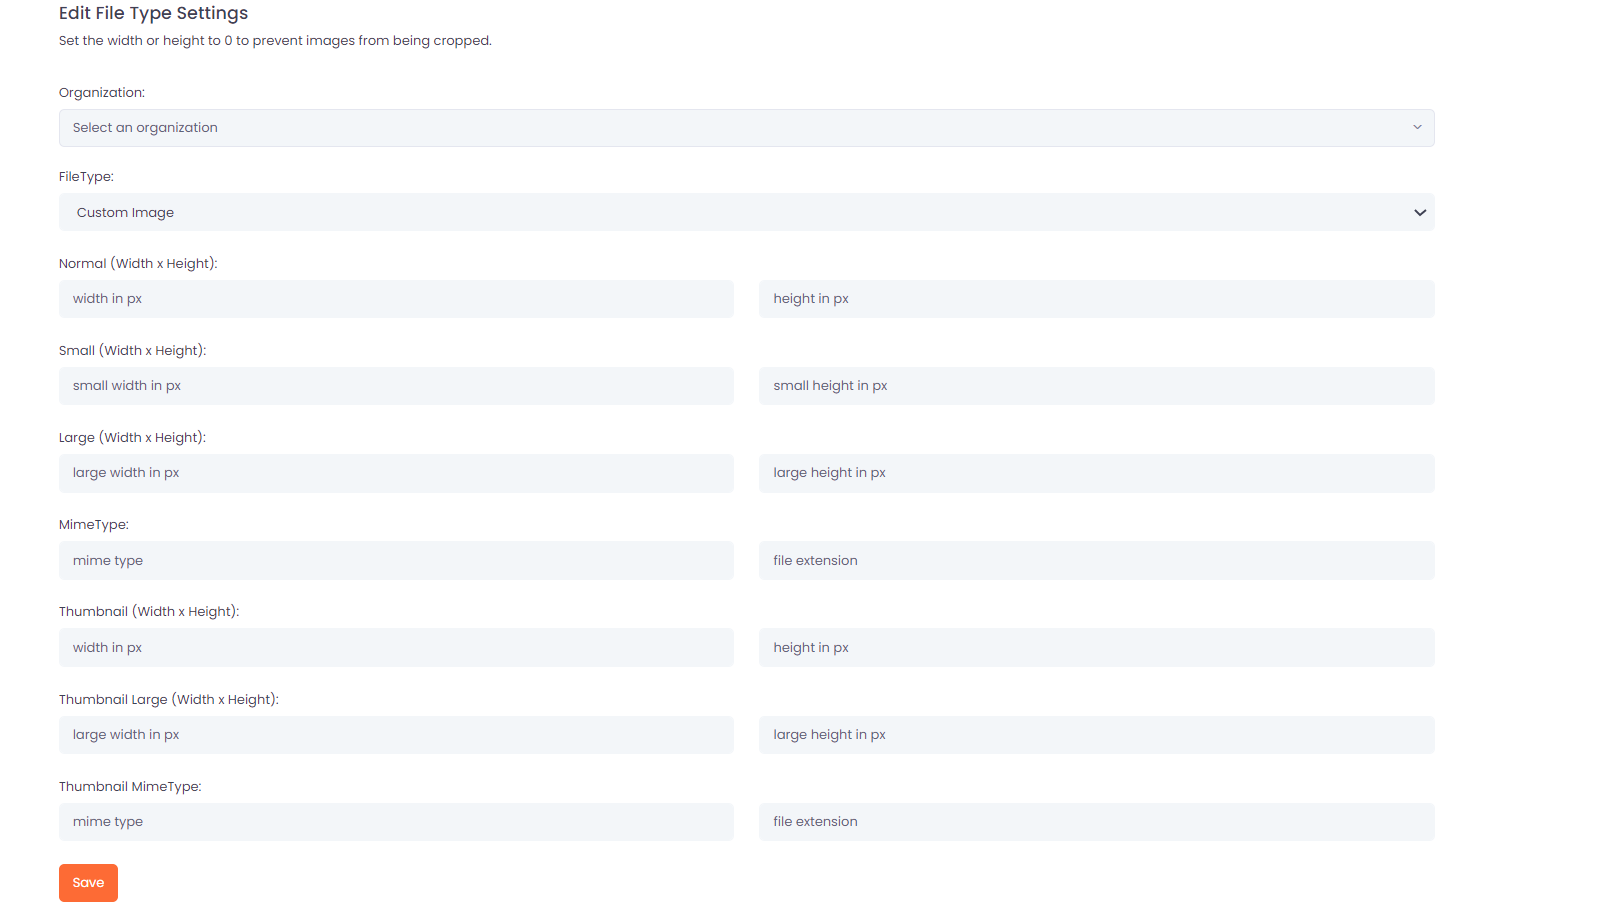 Edit File Type Settings
Set the width or height to 0 to prevent images from being cropped.
Organization:
Select an organization
FileType:
Custom Image
Normal (Width x Height):
width in px
height in px
Small (Width x Height):
small width in px
small height in px
Large (Width x Height):
large width in px
large height in px
MimeType:
mime type
file extension
Thumbnail (Width x Height):
width in px
height in px
Thumbnail Large (Width x Height):
large width in px
large height in px
Thumbnail MimeType:
mime type
file extension
Save